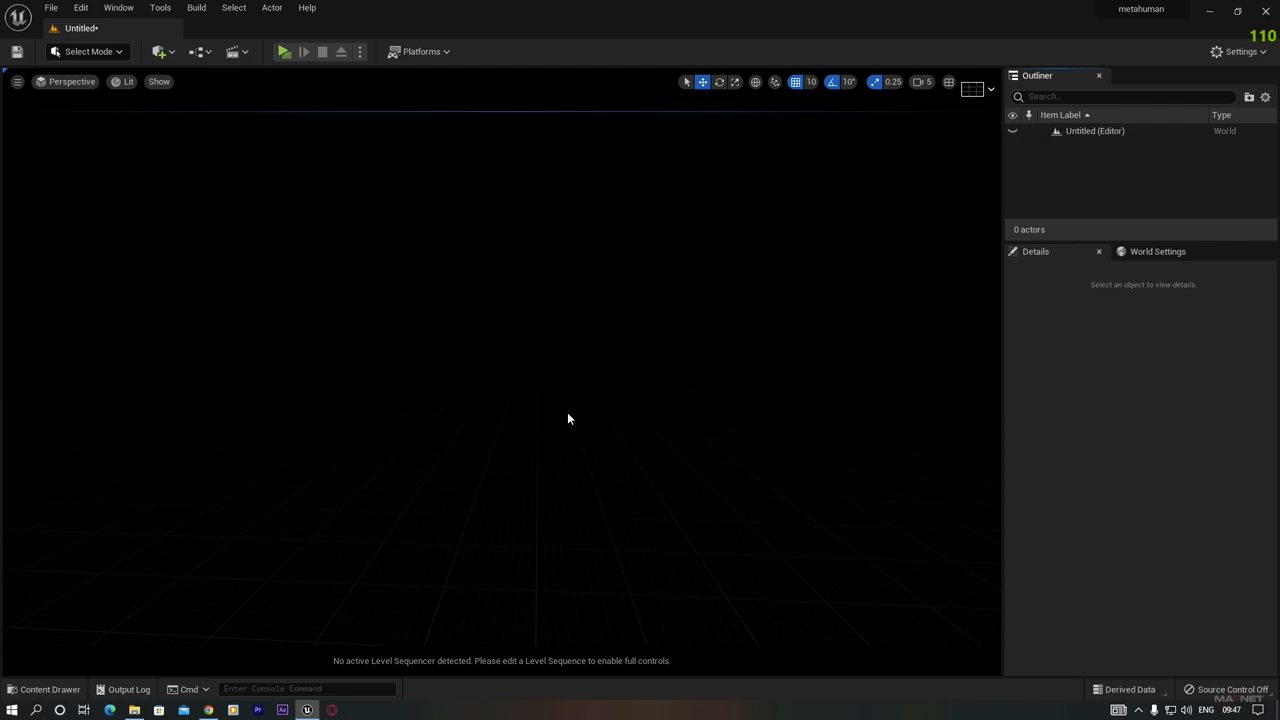 File Edit Window Tools Build Select Actor Help
metahuman
Untitled•
110
Select Mode
Platforms
Settings
Perspective Lit Show
10 10° 0.25 5
Outliner
Search...
Item Label Type
Untitled (Editor) World
0 actors
Details World Settings
Select an object to view details.
No active Level Sequencer detected. Please edit a Level Sequence to enable full controls.
Content Drawer Output Log Cmd Enter Console Command Derived Data Source Control Off
ENG 09:47